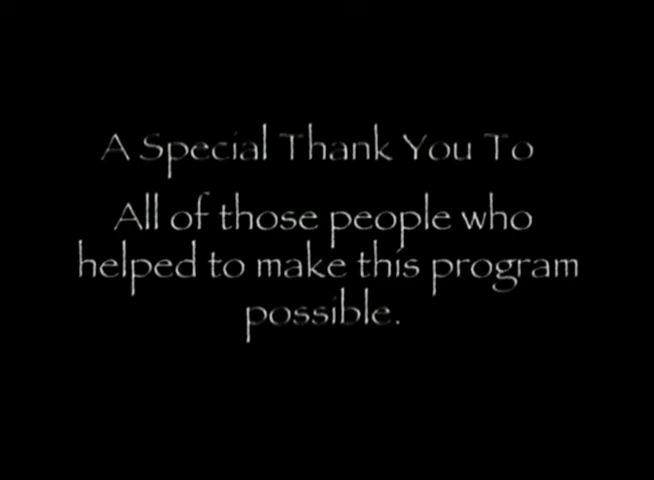 A Special Thank You To
All of those people who
helped to make this program
possible.